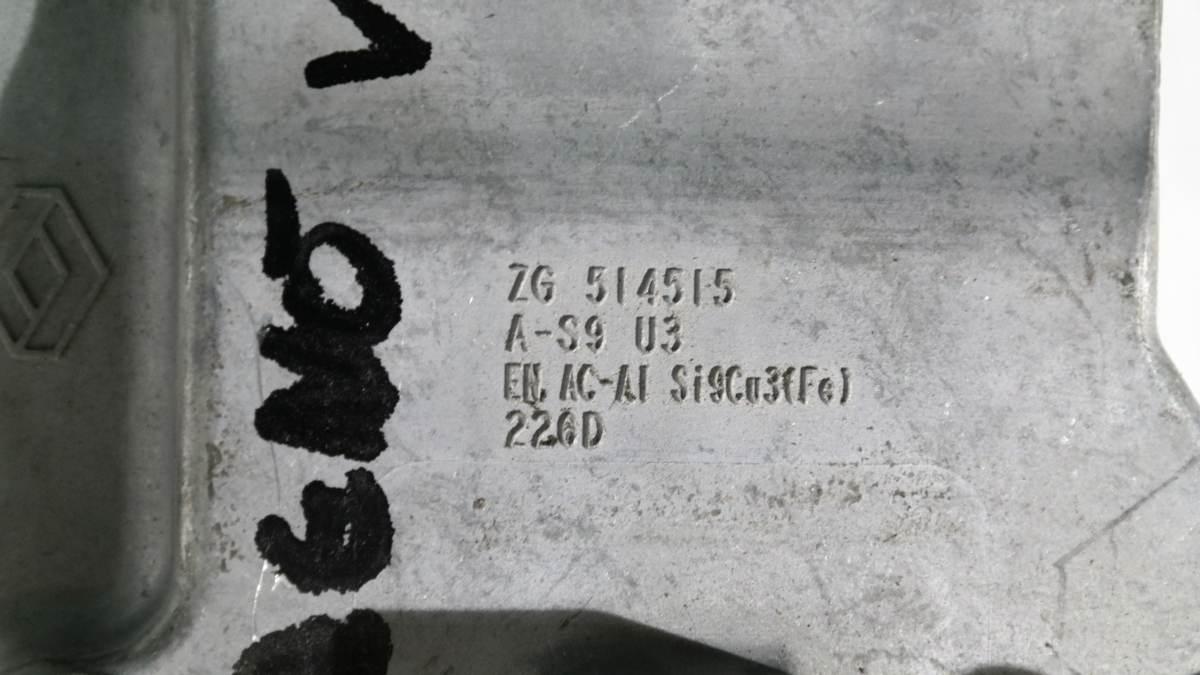 ZG 514515
A-S9 U3
EN AC-Al Si9Cu3(Fe)
226D